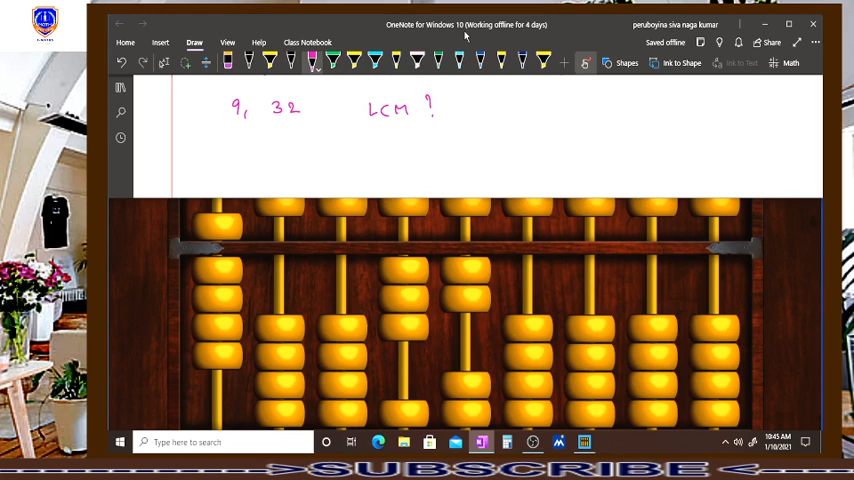 OneNote for Windows 10 (Working offline for 4 days)
peruboyina siva naga kumar
Home Insert Draw View Help Class Notebook
Saved offline Share
Shapes Ink to Shape Ink to Text Math
9, 32 LCM ?
Type here to search
10:45 AM
1/10/2021
>SUBSCRIBE<